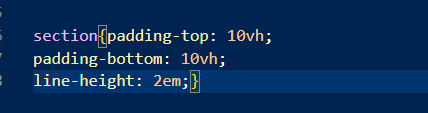 section{padding-top: 10vh;
padding-bottom: 10vh;
line-height: 2em;}